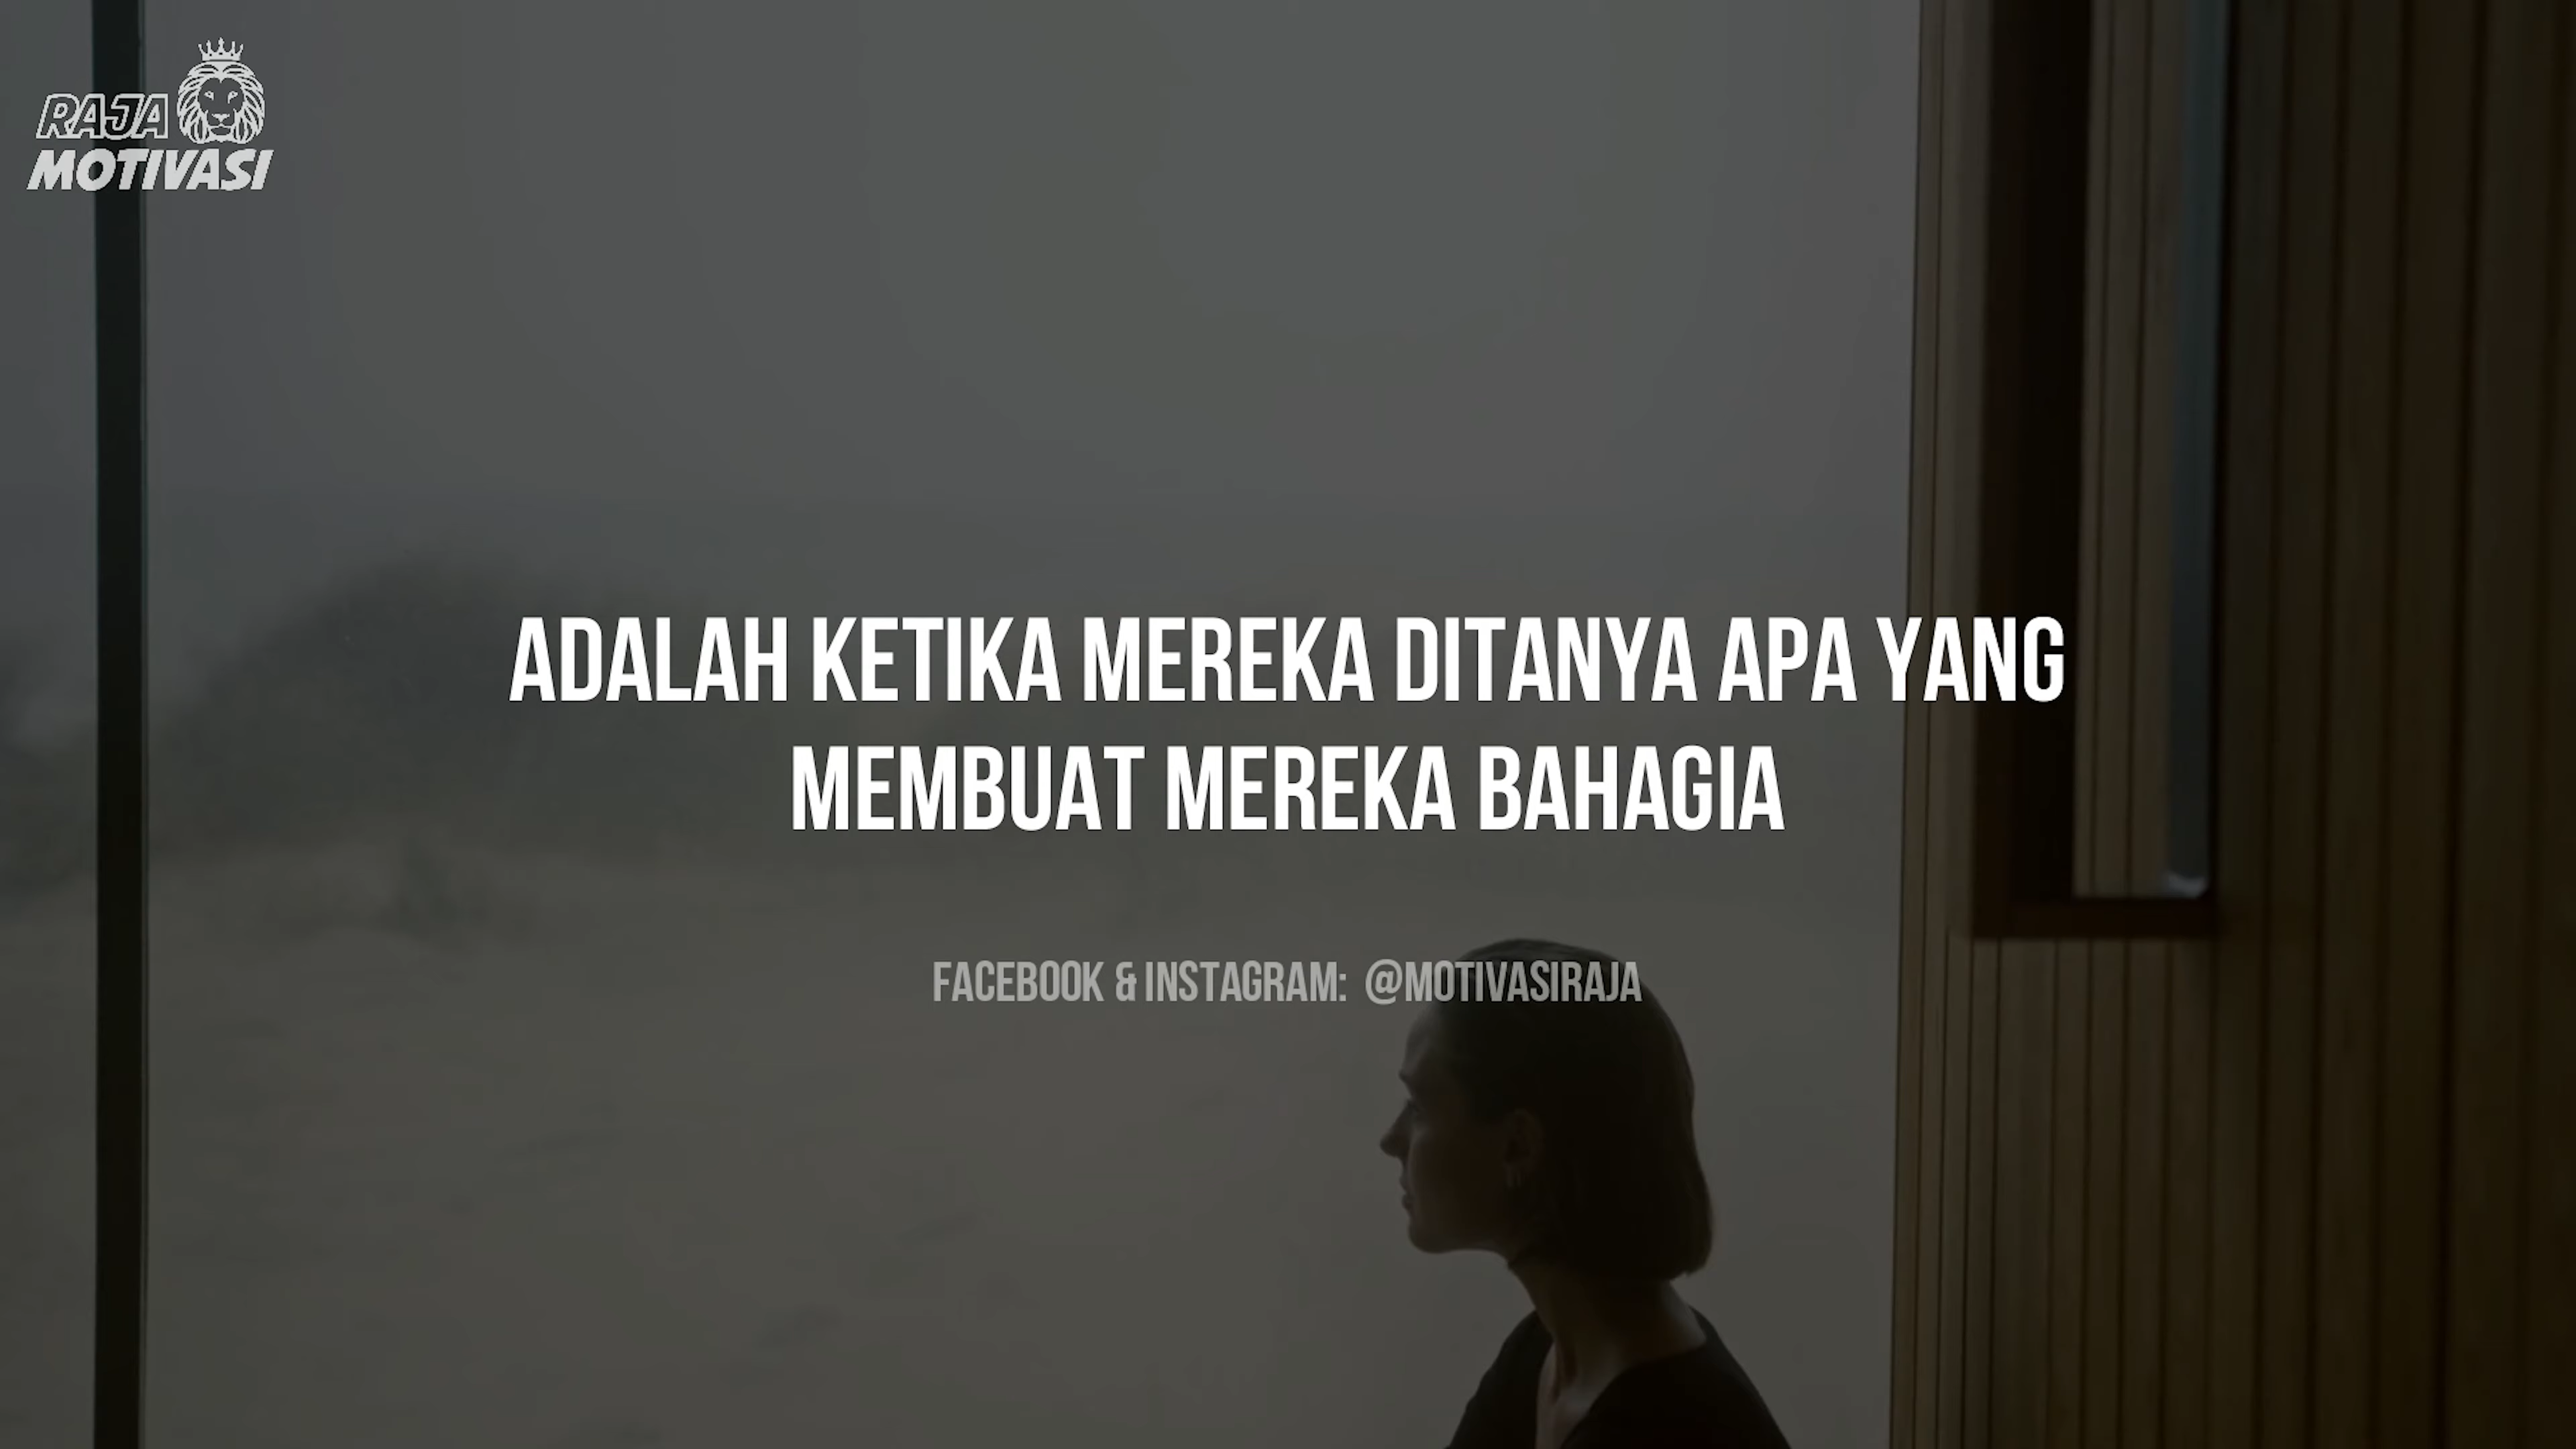 RAJA
MOTIVASI
ADALAH KETIKA MEREKA DITANYA APA YANG
MEMBUAT MEREKA BAHAGIA
FACEBOOK & INSTAGRAM: @MOTIVASIRAJA